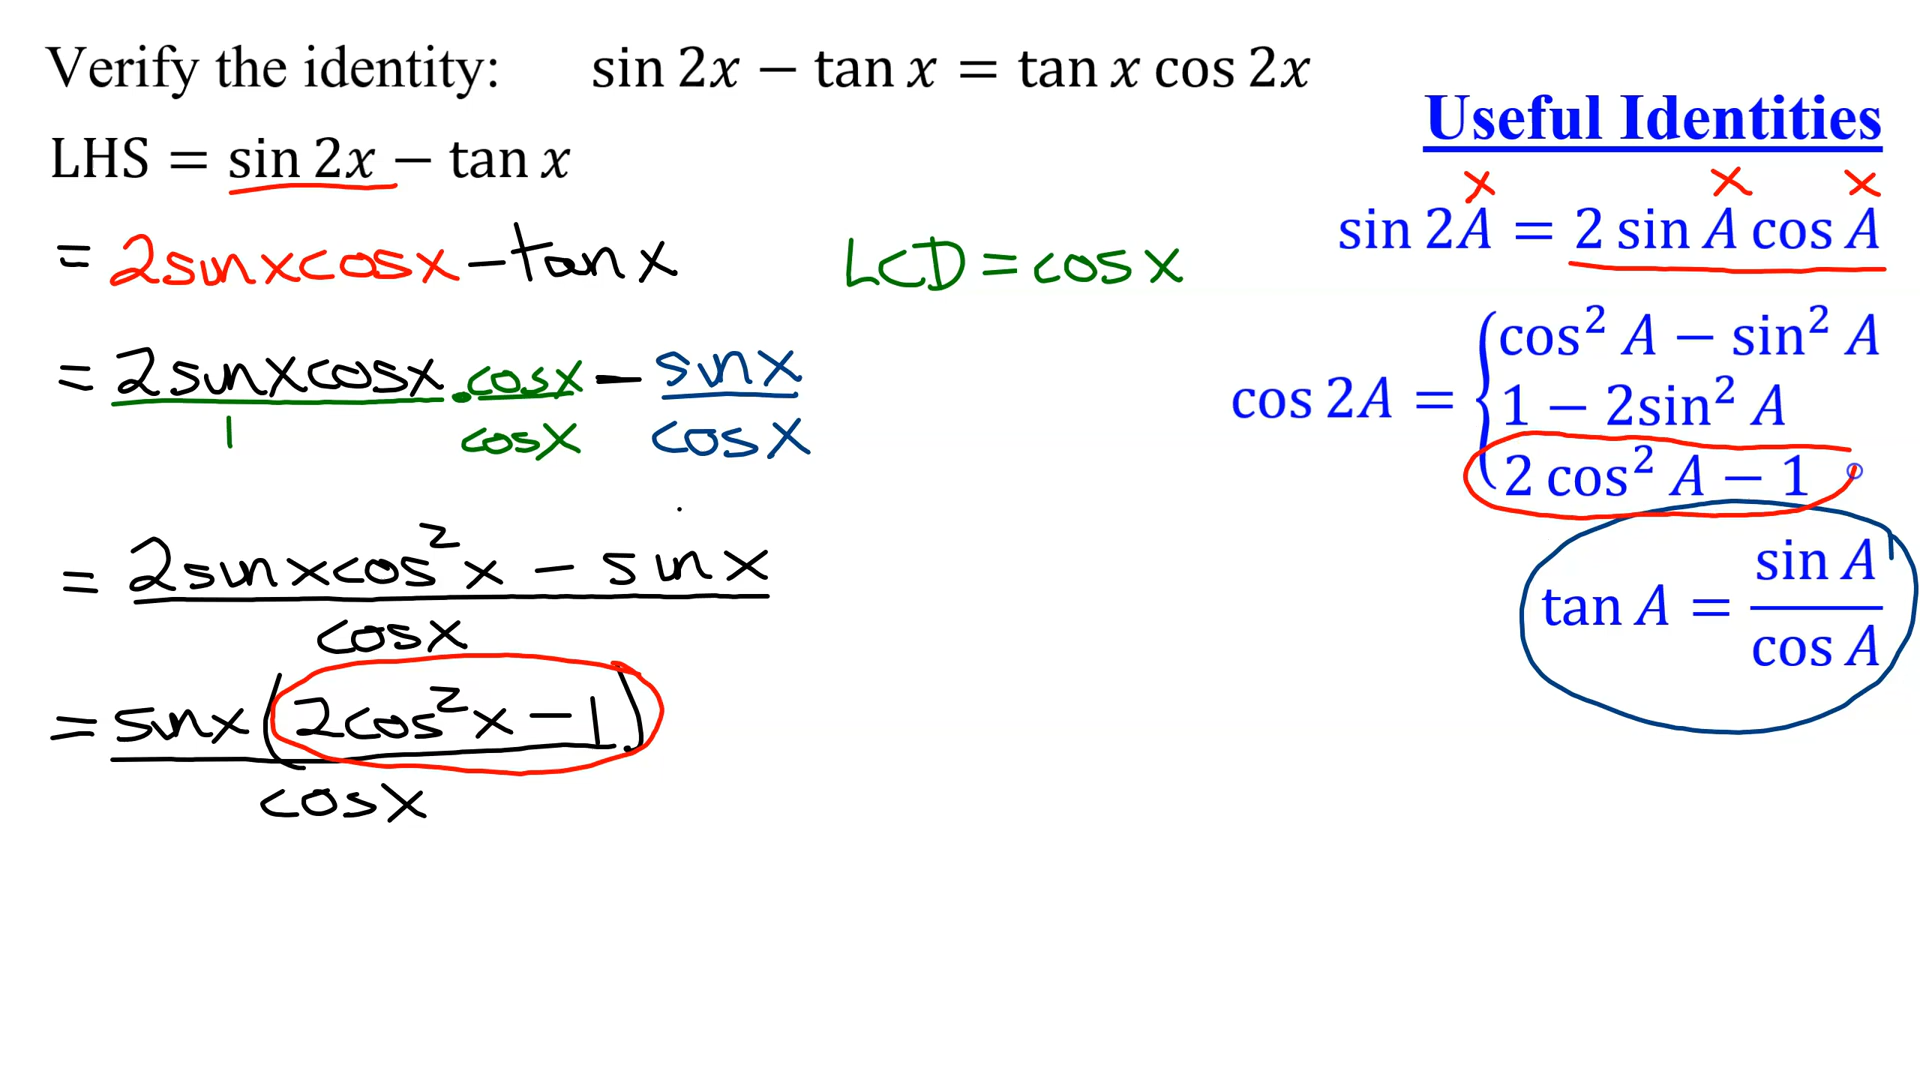 Verify the identity: sin 2x − tan x = tan x cos 2x
LHS = sin 2x − tan x
= 2sinxcosx − tanx
LCD = cosx
= 2sinxcosx/1 · cosx/cosx − sinx/cosx
= (2sinxcos²x − sinx)/cosx
= sinx(2cos²x − 1)/cosx
Useful Identities
x x x
sin 2A = 2 sin A cos A
cos 2A = { cos² A − sin² A
1 − 2sin² A
2 cos² A − 1
tan A = sin A/cos A